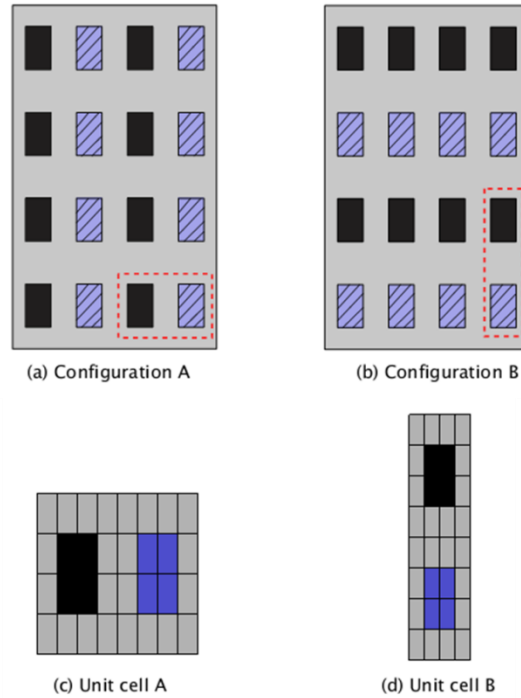 (a) Configuration A
(b) Configuration B
(c) Unit cell A
(d) Unit cell B